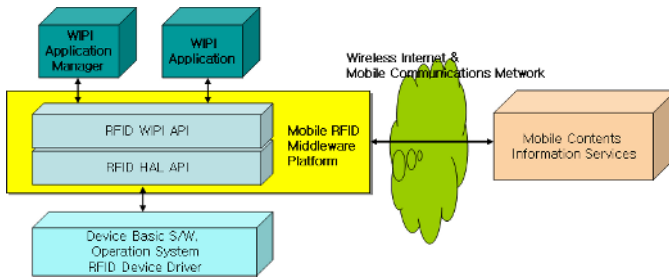 WIPI
Application
Manager
WIPI
Application
Wireless Internet &
Mobile Communications Network
RFID WIPI API
RFID HAL API
Mobile RFID
Middleware
Platform
Mobile Contents
Information Services
Device Basic S/W,
Operation System
RFID Device Driver